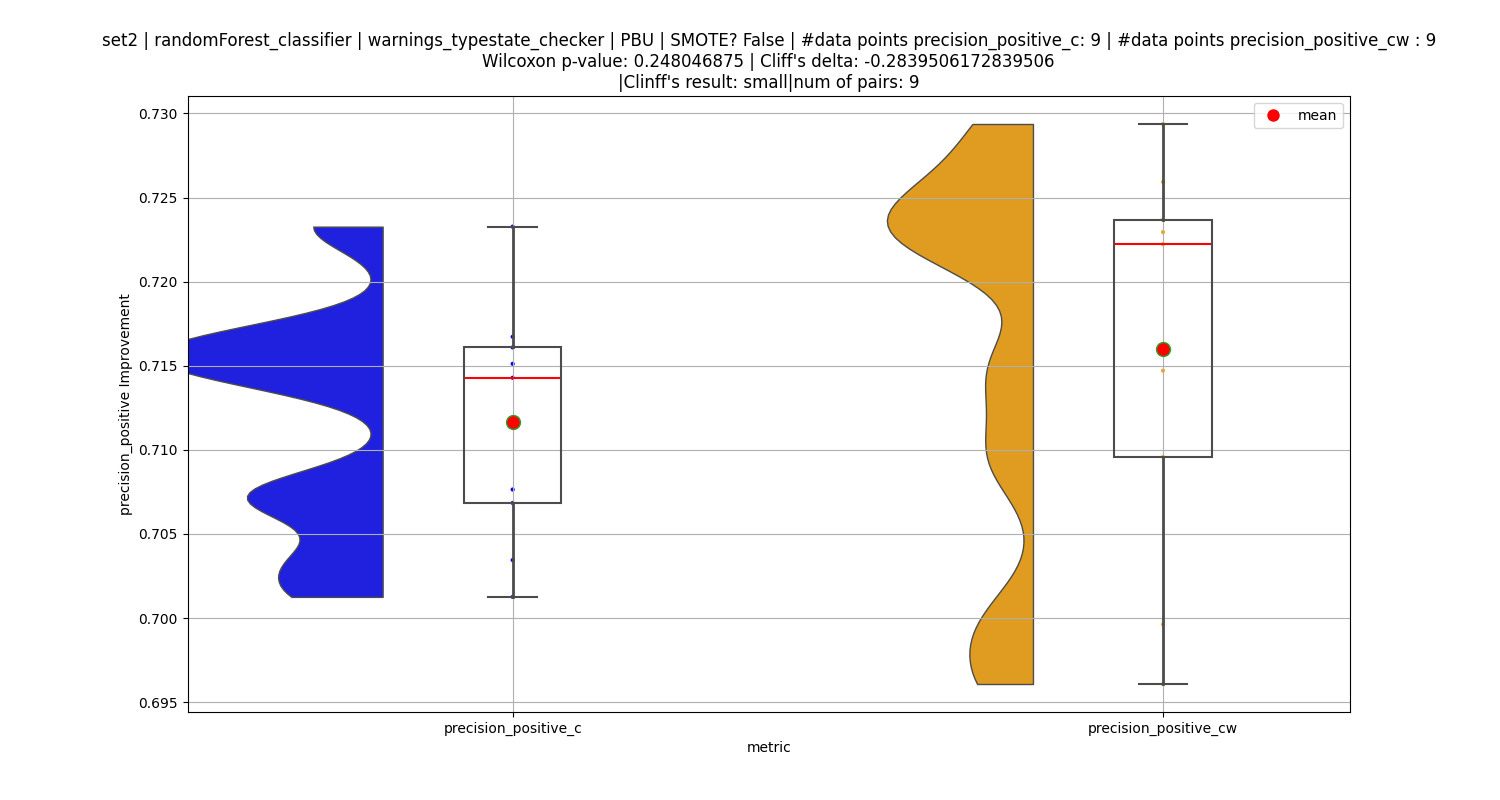 set2 | randomForest_classifier | warnings_typestate_checker | PBU | SMOTE? False | #data points precision_positive_c: 9 | #data points precision_positive_cw : 9
Wilcoxon p-value: 0.248046875 | Cliff's delta: -0.2839506172839506
|Clinff's result: small|num of pairs: 9
mean
0.730
0.725
0.720
0.715
0.710
0.705
0.700
0.695
precision_positive Improvement
precision_positive_c
precision_positive_cw
metric